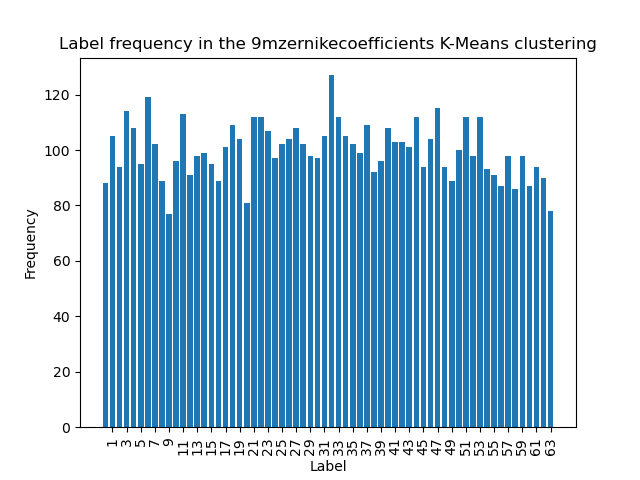 Label frequency in the 9mzernikecoefficients K-Means clustering
120
100
80
60
40
20
0
Frequency
1 3 5 7 9 11 13 15 17 19 21 23 25 27 29 31 33 35 37 39 41 43 45 47 49 51 53 55 57 59 61 63
Label